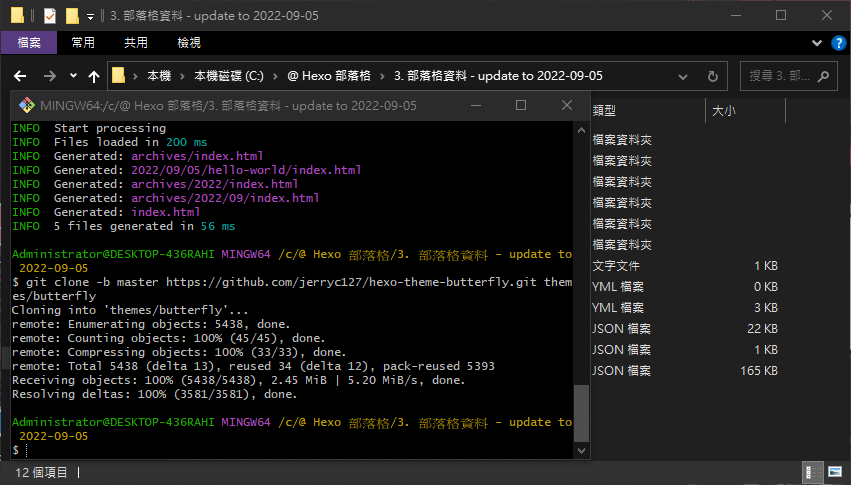 3. 部落格資料 - update to 2022-09-05
檔案 常用 共用 檢視
本機 本機磁碟 (C:) @ Hexo 部落格 3. 部落格資料 - update to 2022-09-05 搜尋 3. 部...
MINGW64:/c/@ Hexo 部落格/3. 部落格資料 - update to 2022-09-05
類型 大小
INFO  Start processing
INFO  Files loaded in 200 ms
INFO  Generated: archives/index.html
INFO  Generated: 2022/09/05/hello-world/index.html
INFO  Generated: archives/2022/index.html
INFO  Generated: archives/2022/09/index.html
INFO  Generated: index.html
INFO  5 files generated in 56 ms
Administrator@DESKTOP-436RAHI MINGW64 /c/@ Hexo 部落格/3. 部落格資料 - update to
2022-09-05
$ git clone -b master https://github.com/jerryc127/hexo-theme-butterfly.git them
es/butterfly
Cloning into 'themes/butterfly'...
remote: Enumerating objects: 5438, done.
remote: Counting objects: 100% (45/45), done.
remote: Compressing objects: 100% (33/33), done.
remote: Total 5438 (delta 13), reused 34 (delta 12), pack-reused 5393
Receiving objects: 100% (5438/5438), 2.45 MiB | 5.20 MiB/s, done.
Resolving deltas: 100% (3581/3581), done.
Administrator@DESKTOP-436RAHI MINGW64 /c/@ Hexo 部落格/3. 部落格資料 - update to
2022-09-05
$
檔案資料夾
檔案資料夾
檔案資料夾
檔案資料夾
檔案資料夾
檔案資料夾
文字文件 1 KB
YML 檔案 0 KB
YML 檔案 3 KB
JSON 檔案 22 KB
JSON 檔案 1 KB
JSON 檔案 165 KB
12 個項目